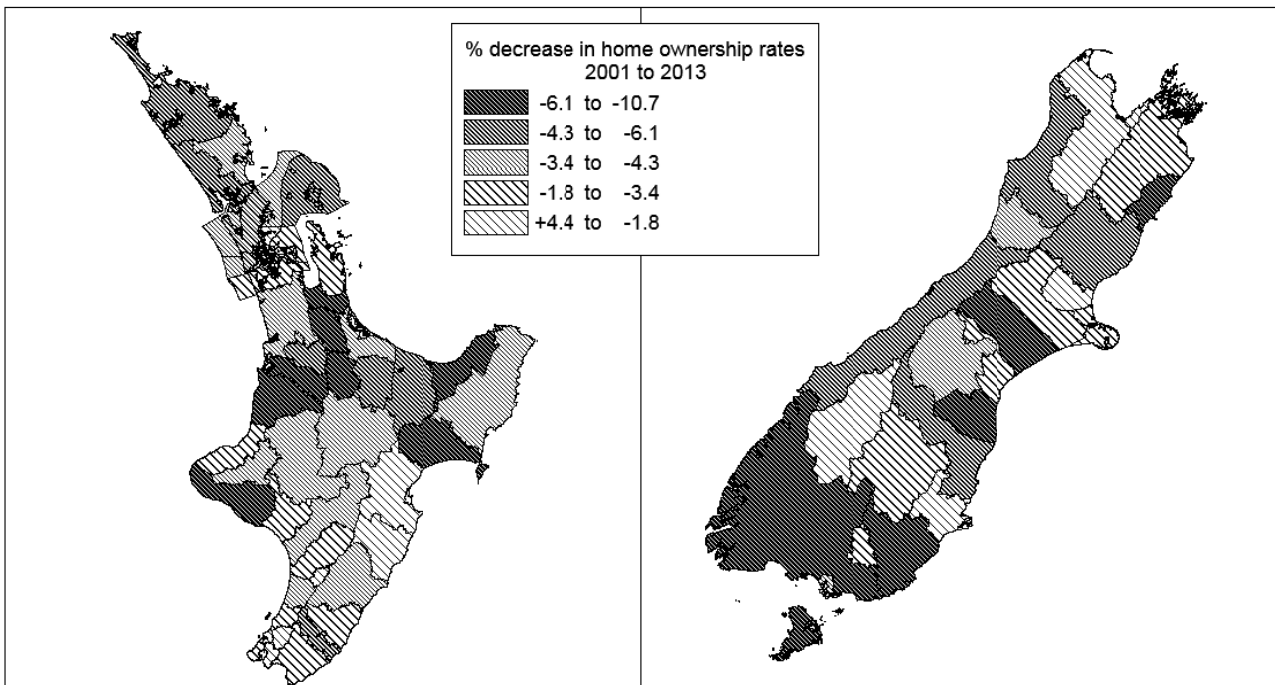 % decrease in home ownership rates
2001 to 2013
-6.1 to -10.7
-4.3 to -6.1
-3.4 to -4.3
-1.8 to -3.4
+4.4 to -1.8